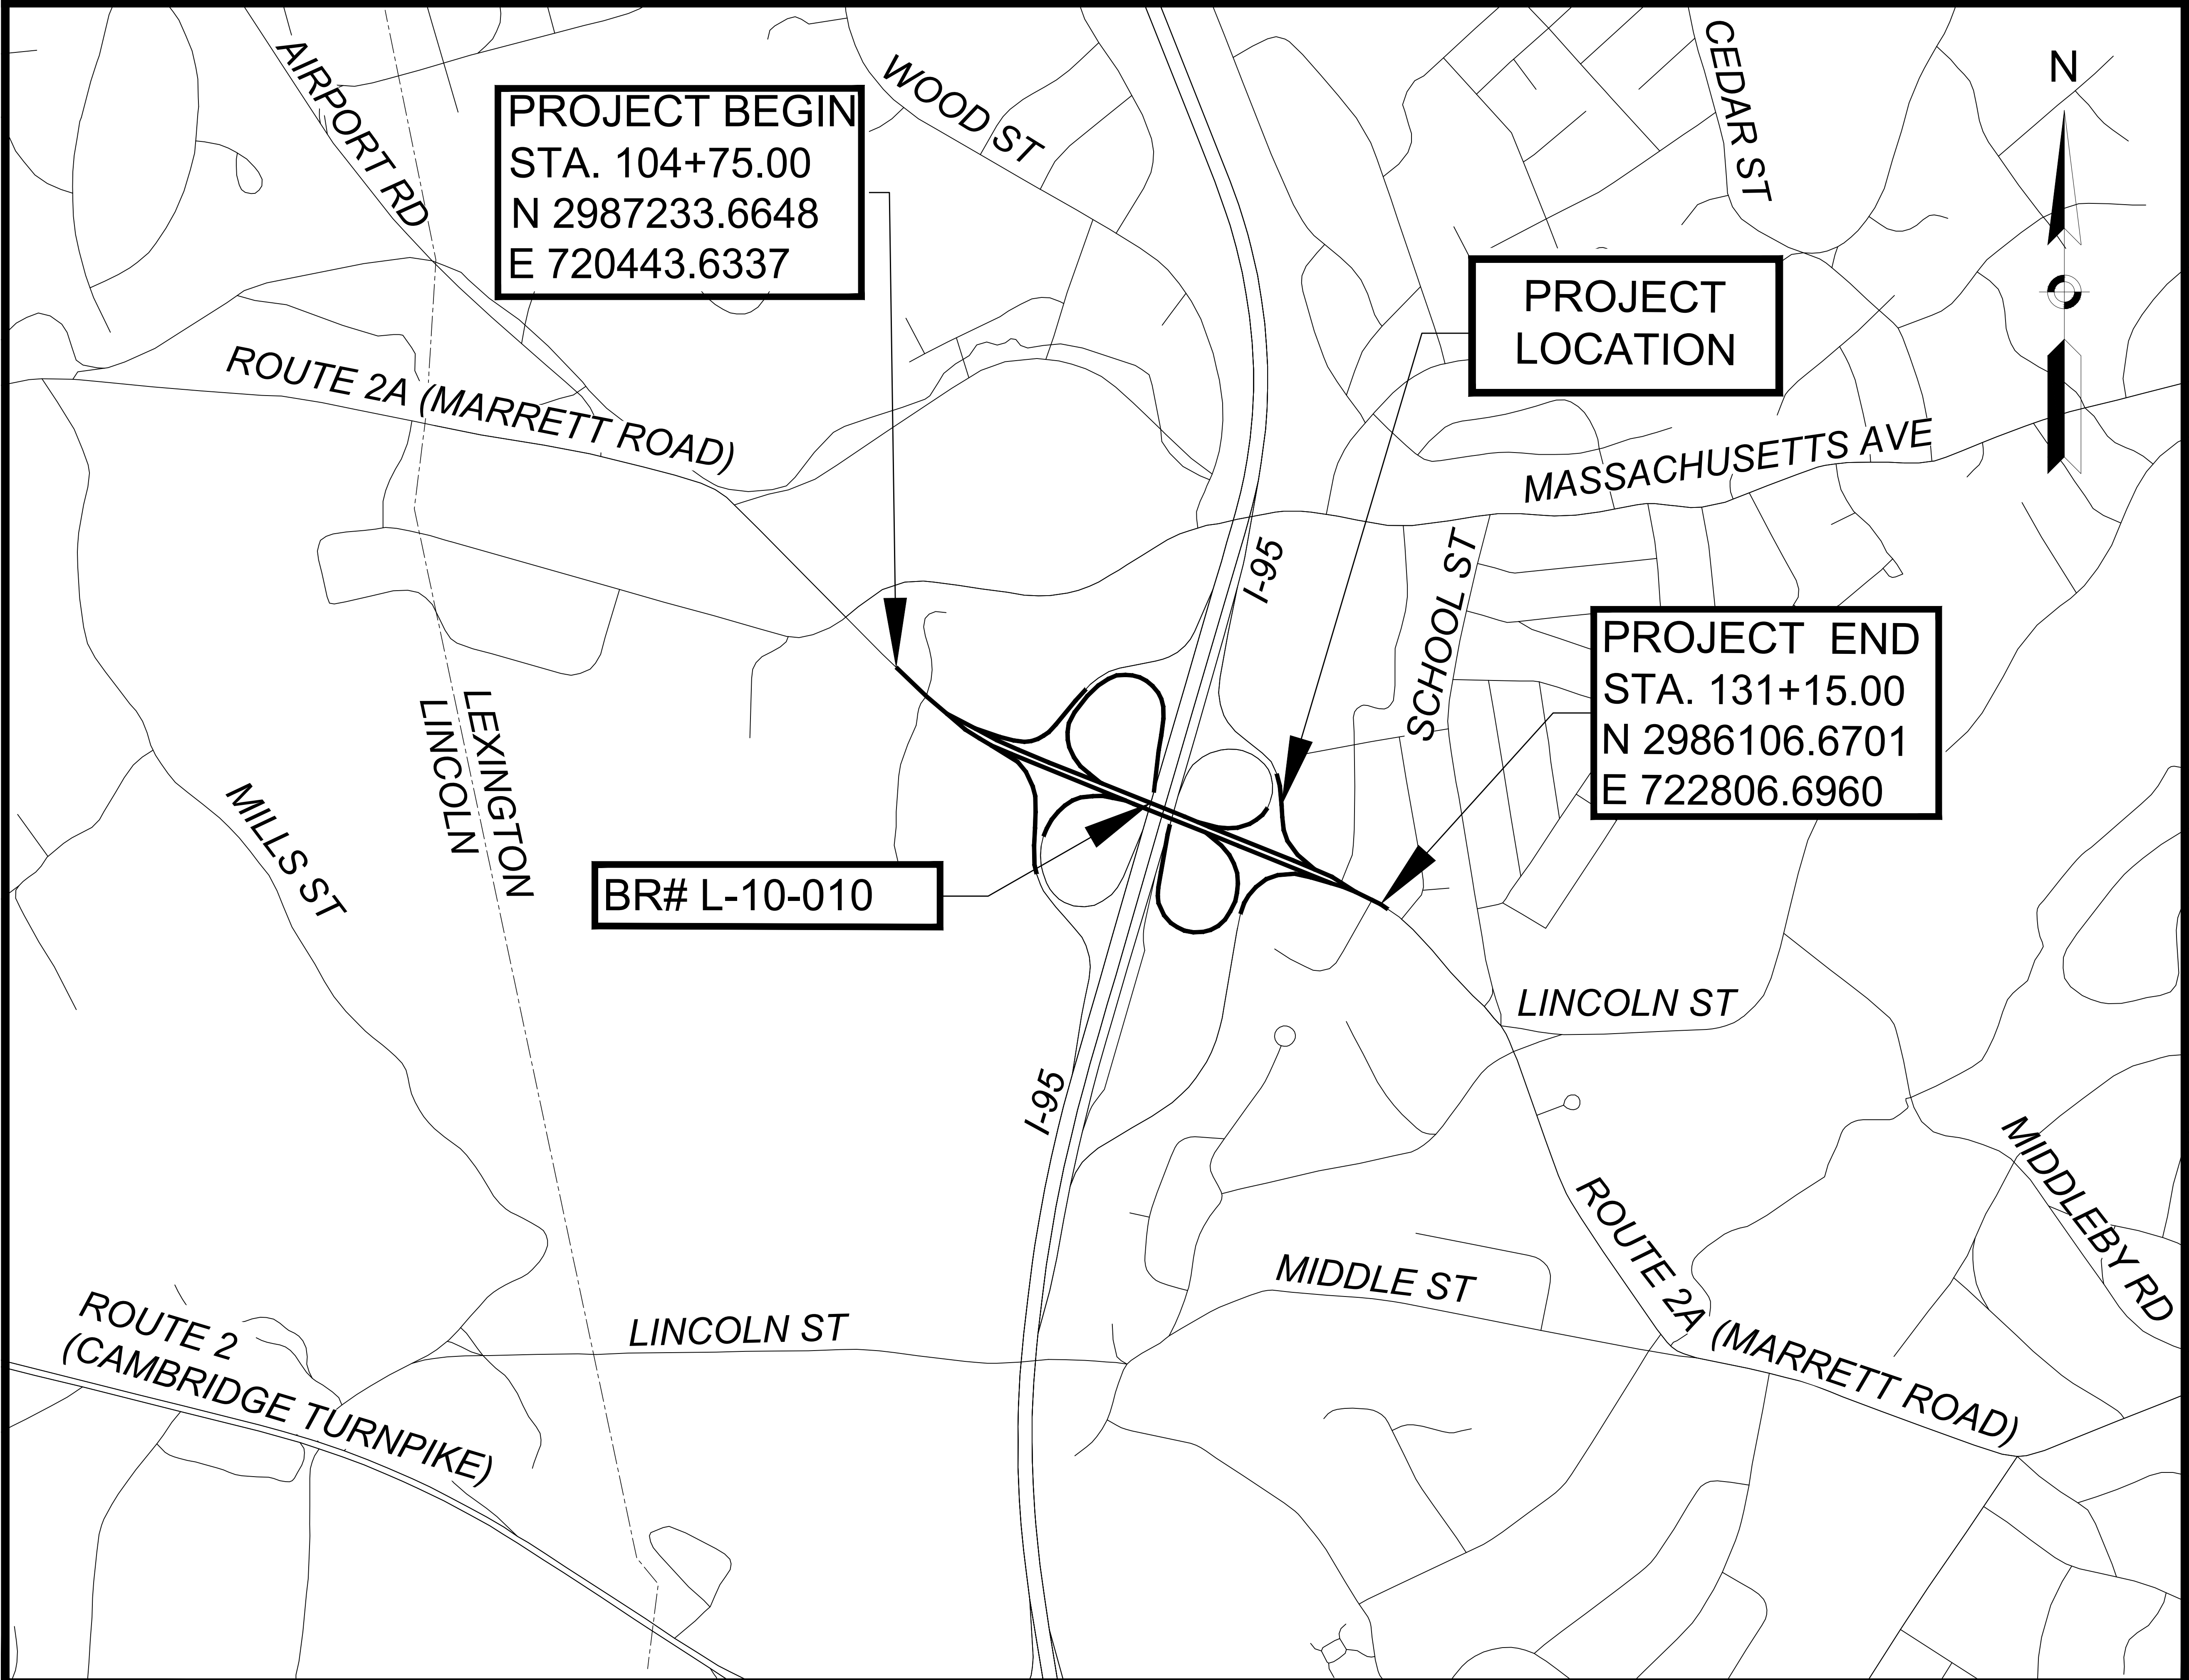 AIRPORT RD
WOOD ST
CEDAR ST
N
PROJECT BEGIN
STA. 104+75.00
N 2987233.6648
E 720443.6337
PROJECT
LOCATION
ROUTE 2A (MARRETT ROAD)
MASSACHUSETTS AVE
I-95
SCHOOL ST
PROJECT END
STA. 131+15.00
N 2986106.6701
E 722806.6960
LEXINGTON
LINCOLN
MILLS ST
BR# L-10-010
LINCOLN ST
I-95
MIDDLEBY RD
ROUTE 2A (MARRETT ROAD)
MIDDLE ST
LINCOLN ST
ROUTE 2
(CAMBRIDGE TURNPIKE)